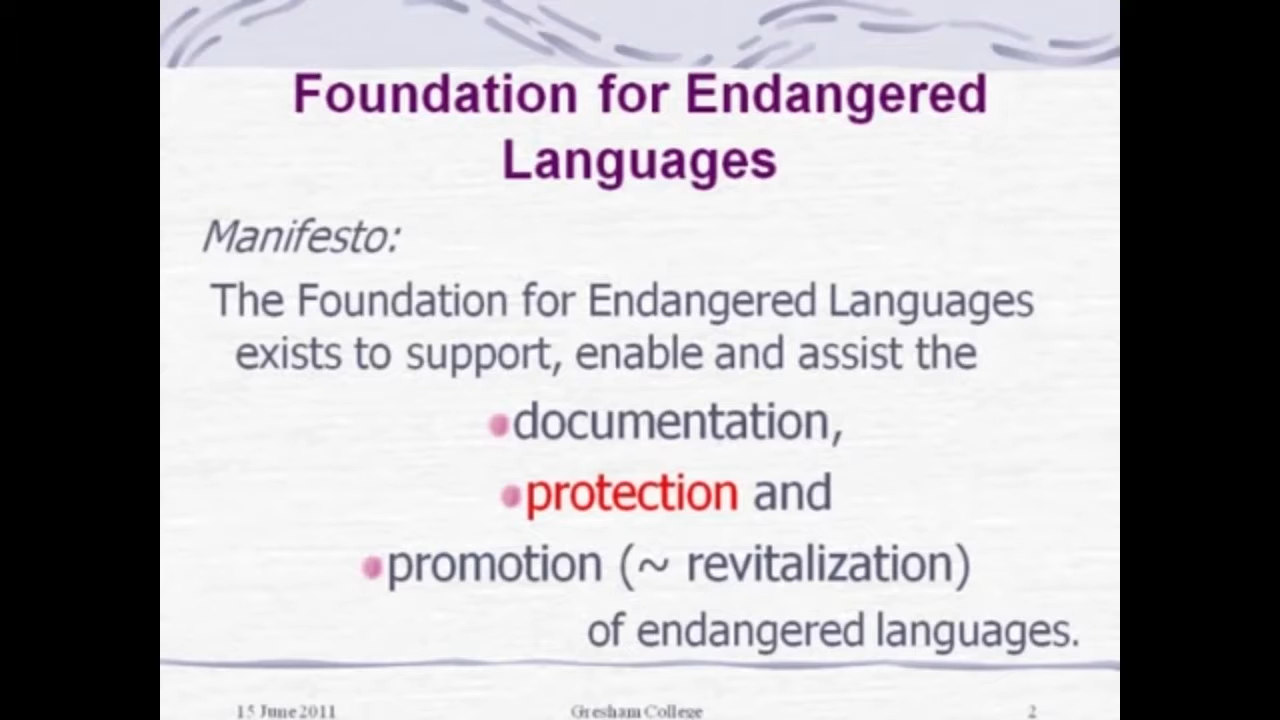 Foundation for Endangered
Languages
Manifesto:
The Foundation for Endangered Languages
exists to support, enable and assist the
documentation,
protection and
promotion (~ revitalization)
of endangered languages.
15 June 2011 Gresham College 2